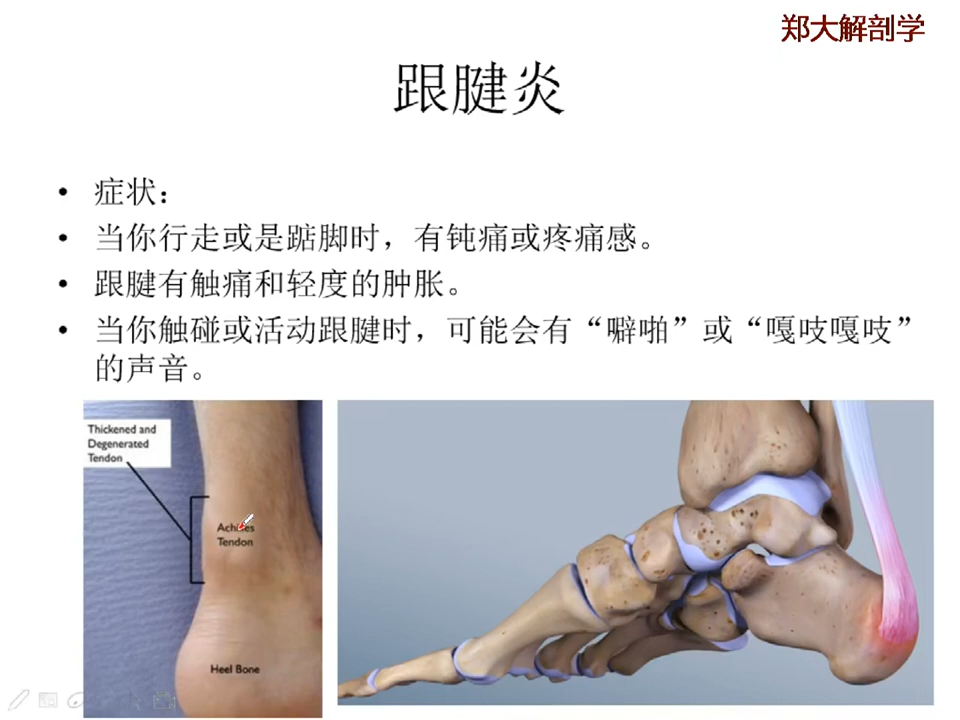 郑大解剖学
跟腱炎
• 症状：
• 当你行走或是踮脚时，有钝痛或疼痛感。
• 跟腱有触痛和轻度的肿胀。
• 当你触碰或活动跟腱时，可能会有“噼啪”或“嘎吱嘎吱”
的声音。
Thickened and
Degenerated
Tendon
Achilles
Tendon
Heel Bone